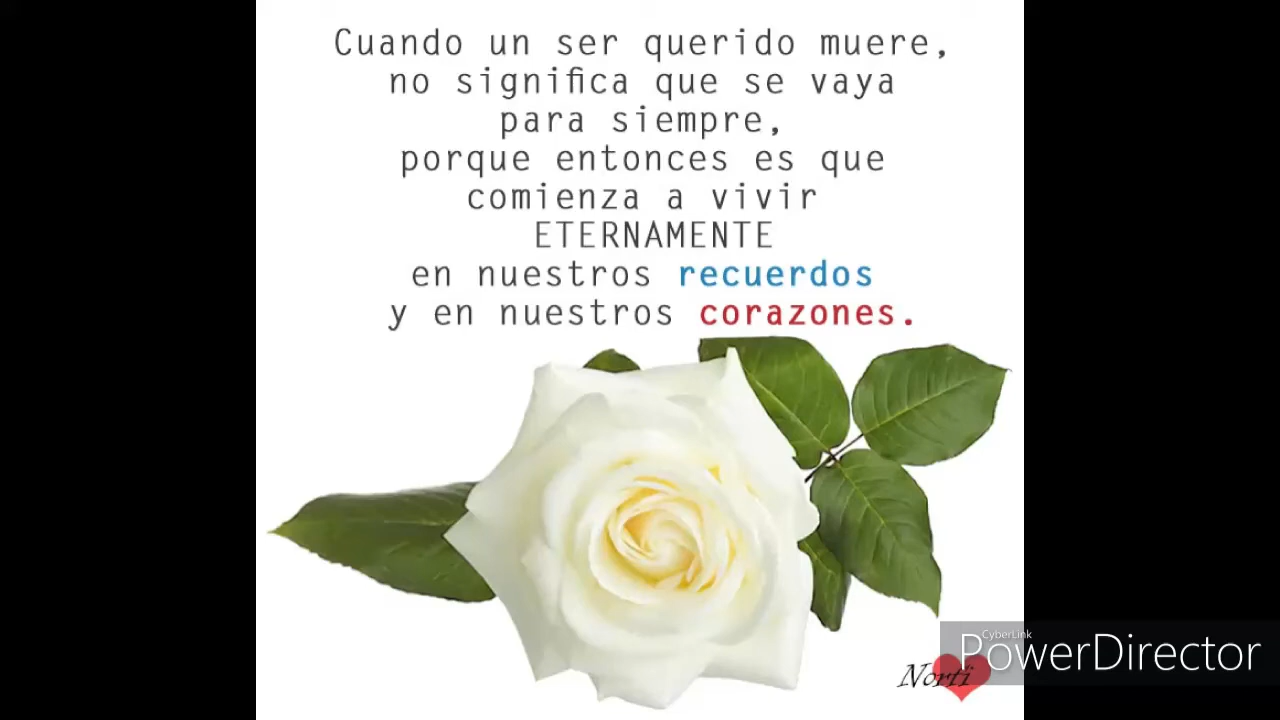 Cuando un ser querido muere,
no significa que se vaya
para siempre,
porque entonces es que
comienza a vivir
ETERNAMENTE
en nuestros recuerdos
y en nuestros corazones.
CyberLink
PowerDirector
Norti